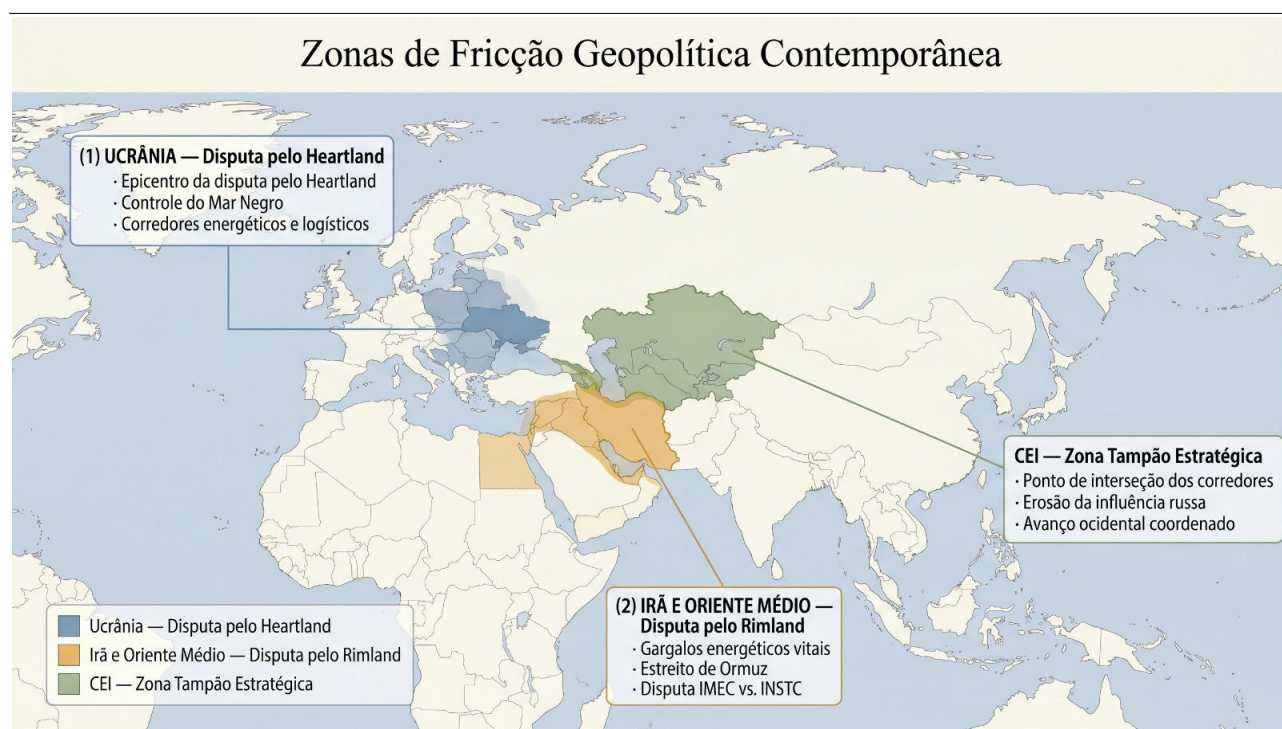 Zonas de Fricção Geopolítica Contemporânea
(1) UCRÂNIA — Disputa pelo Heartland
· Epicentro da disputa pelo Heartland
· Controle do Mar Negro
· Corredores energéticos e logísticos
CEI — Zona Tampão Estratégica
· Ponto de interseção dos corredores
· Erosão da influência russa
· Avanço ocidental coordenado
(2) IRÃ E ORIENTE MÉDIO —
Disputa pelo Rimland
· Gargalos energéticos vitais
· Estreito de Ormuz
· Disputa IMEC vs. INSTC
Ucrânia — Disputa pelo Heartland
Irã e Oriente Médio — Disputa pelo Rimland
CEI — Zona Tampão Estratégica